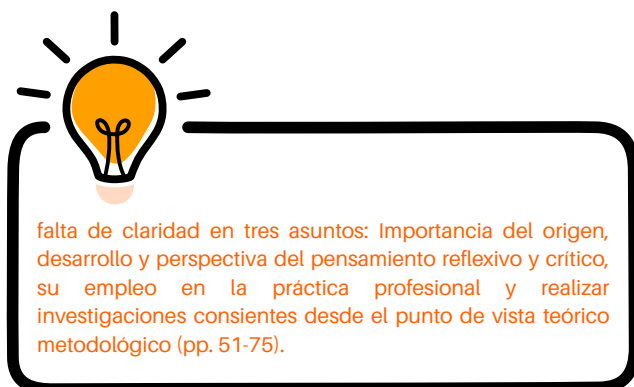 falta de claridad en tres asuntos: Importancia del origen,
desarrollo y perspectiva del pensamiento reflexivo y crítico,
su empleo en la práctica profesional y realizar
investigaciones consientes desde el punto de vista teórico
metodológico (pp. 51-75).